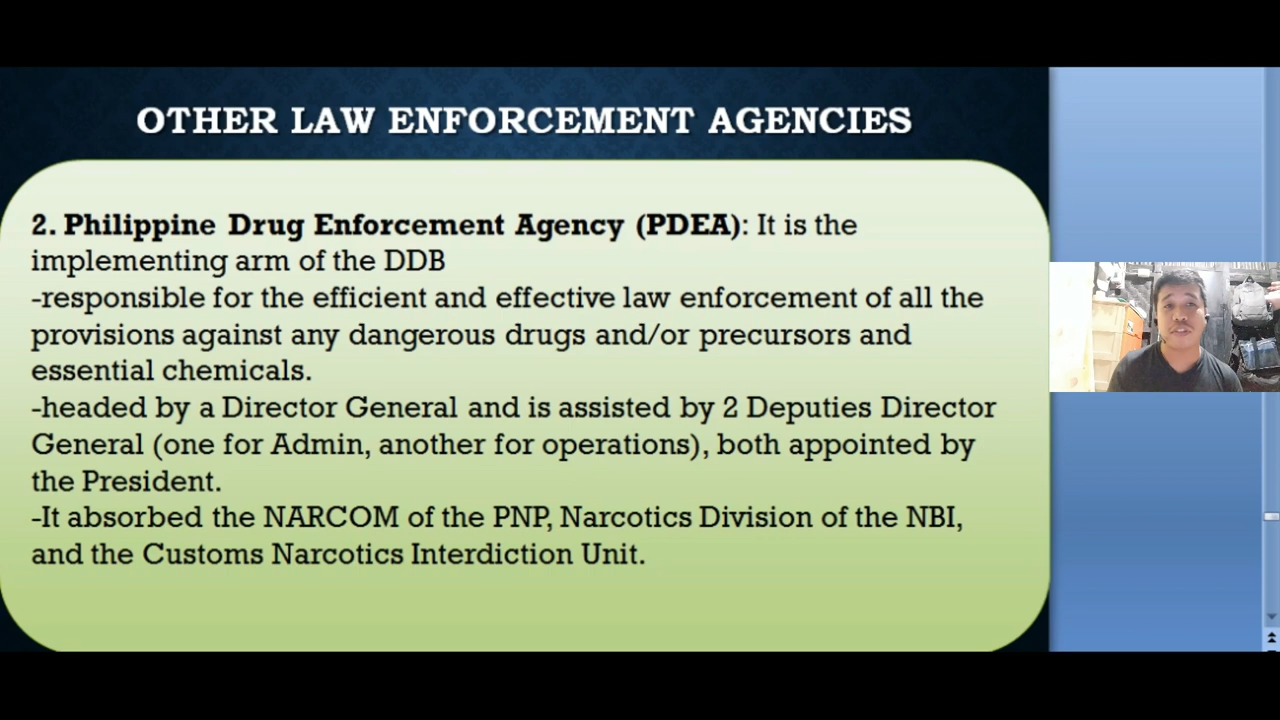 OTHER LAW ENFORCEMENT AGENCIES
2. Philippine Drug Enforcement Agency (PDEA): It is the
implementing arm of the DDB
-responsible for the efficient and effective law enforcement of all the
provisions against any dangerous drugs and/or precursors and
essential chemicals.
-headed by a Director General and is assisted by 2 Deputies Director
General (one for Admin, another for operations), both appointed by
the President.
-It absorbed the NARCOM of the PNP, Narcotics Division of the NBI,
and the Customs Narcotics Interdiction Unit.